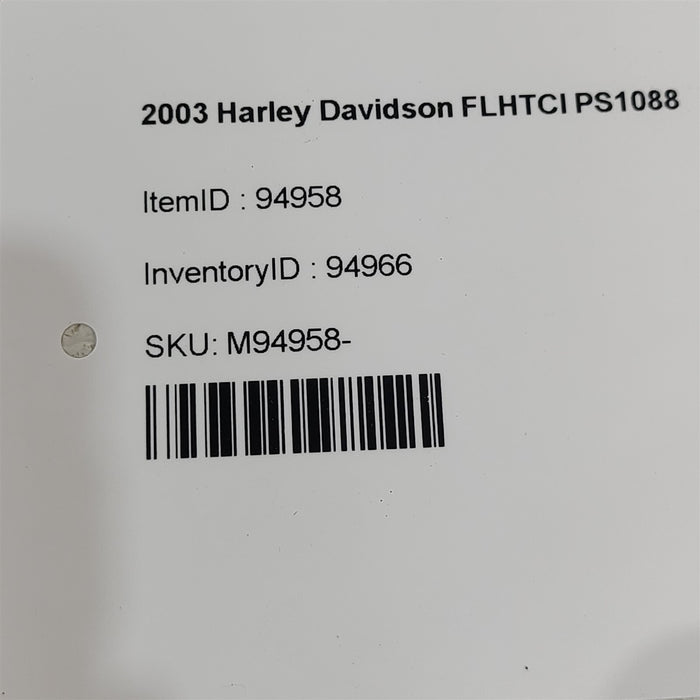 2003 Harley Davidson FLHTCI PS1088
ItemID : 94958
InventoryID : 94966
SKU: M94958-